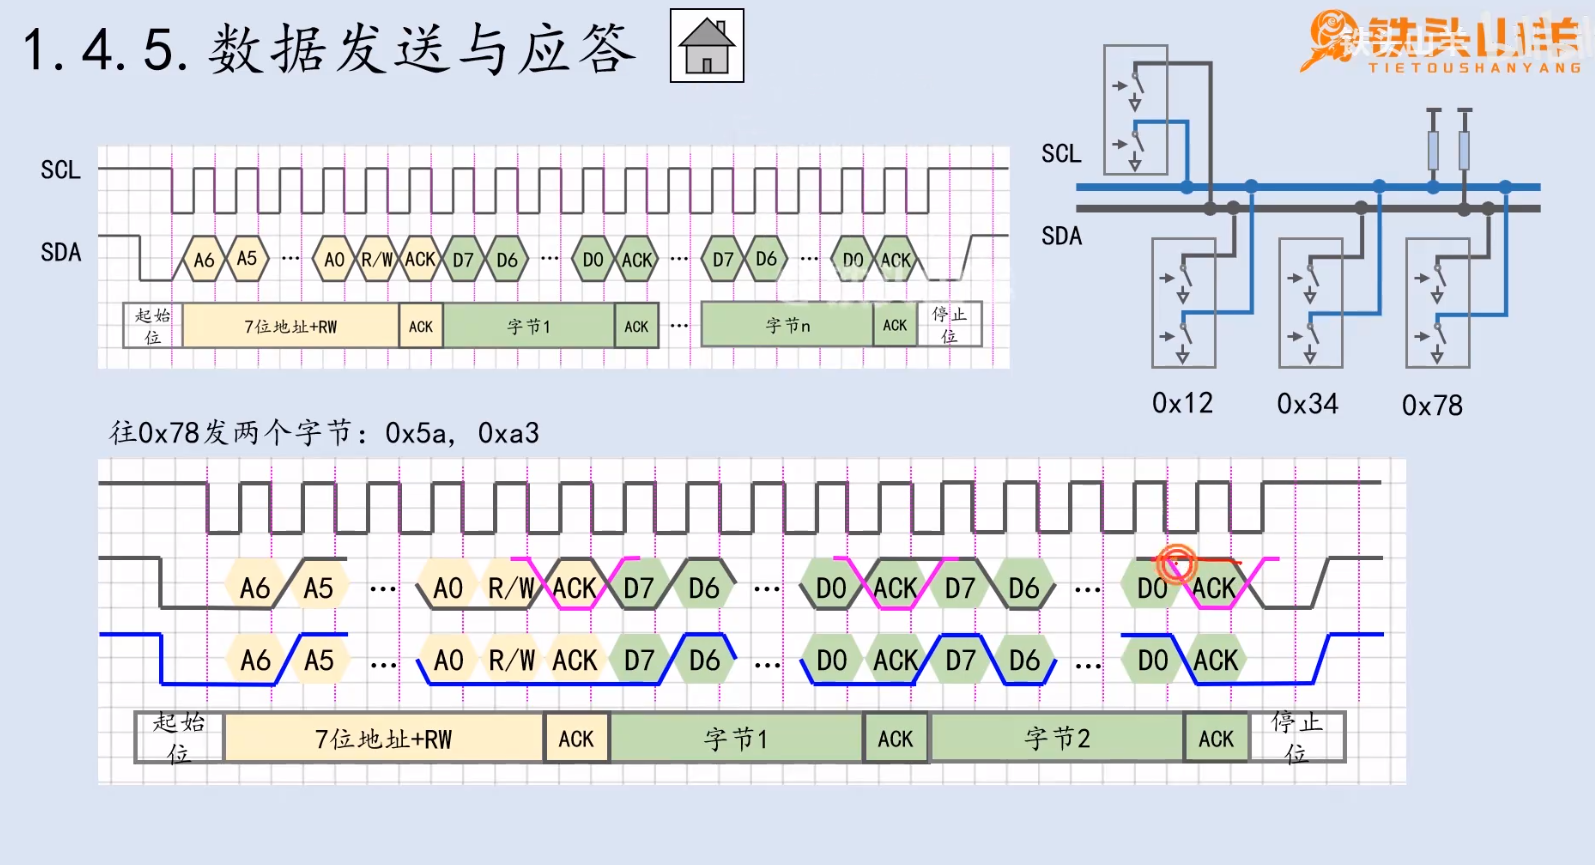 1.4.5.数据发送与应答
铁头山羊
TIETOUSHANYANG
SCL
SDA
A6 A5 ... A0 R/W ACK D7 D6 ... D0 ACK ... D7 D6 ... D0 ACK
起始位 7位地址+RW ACK 字节1 ACK ... 字节n ACK 停止位
SCL
SDA
0x12 0x34 0x78
往0x78发两个字节：0x5a，0xa3
A6 A5 ... A0 R/W ACK D7 D6 ... D0 ACK D7 D6 ... D0 ACK
A6 A5 ... A0 R/W ACK D7 D6 ... D0 ACK D7 D6 ... D0 ACK
起始位 7位地址+RW ACK 字节1 ACK 字节2 ACK 停止位